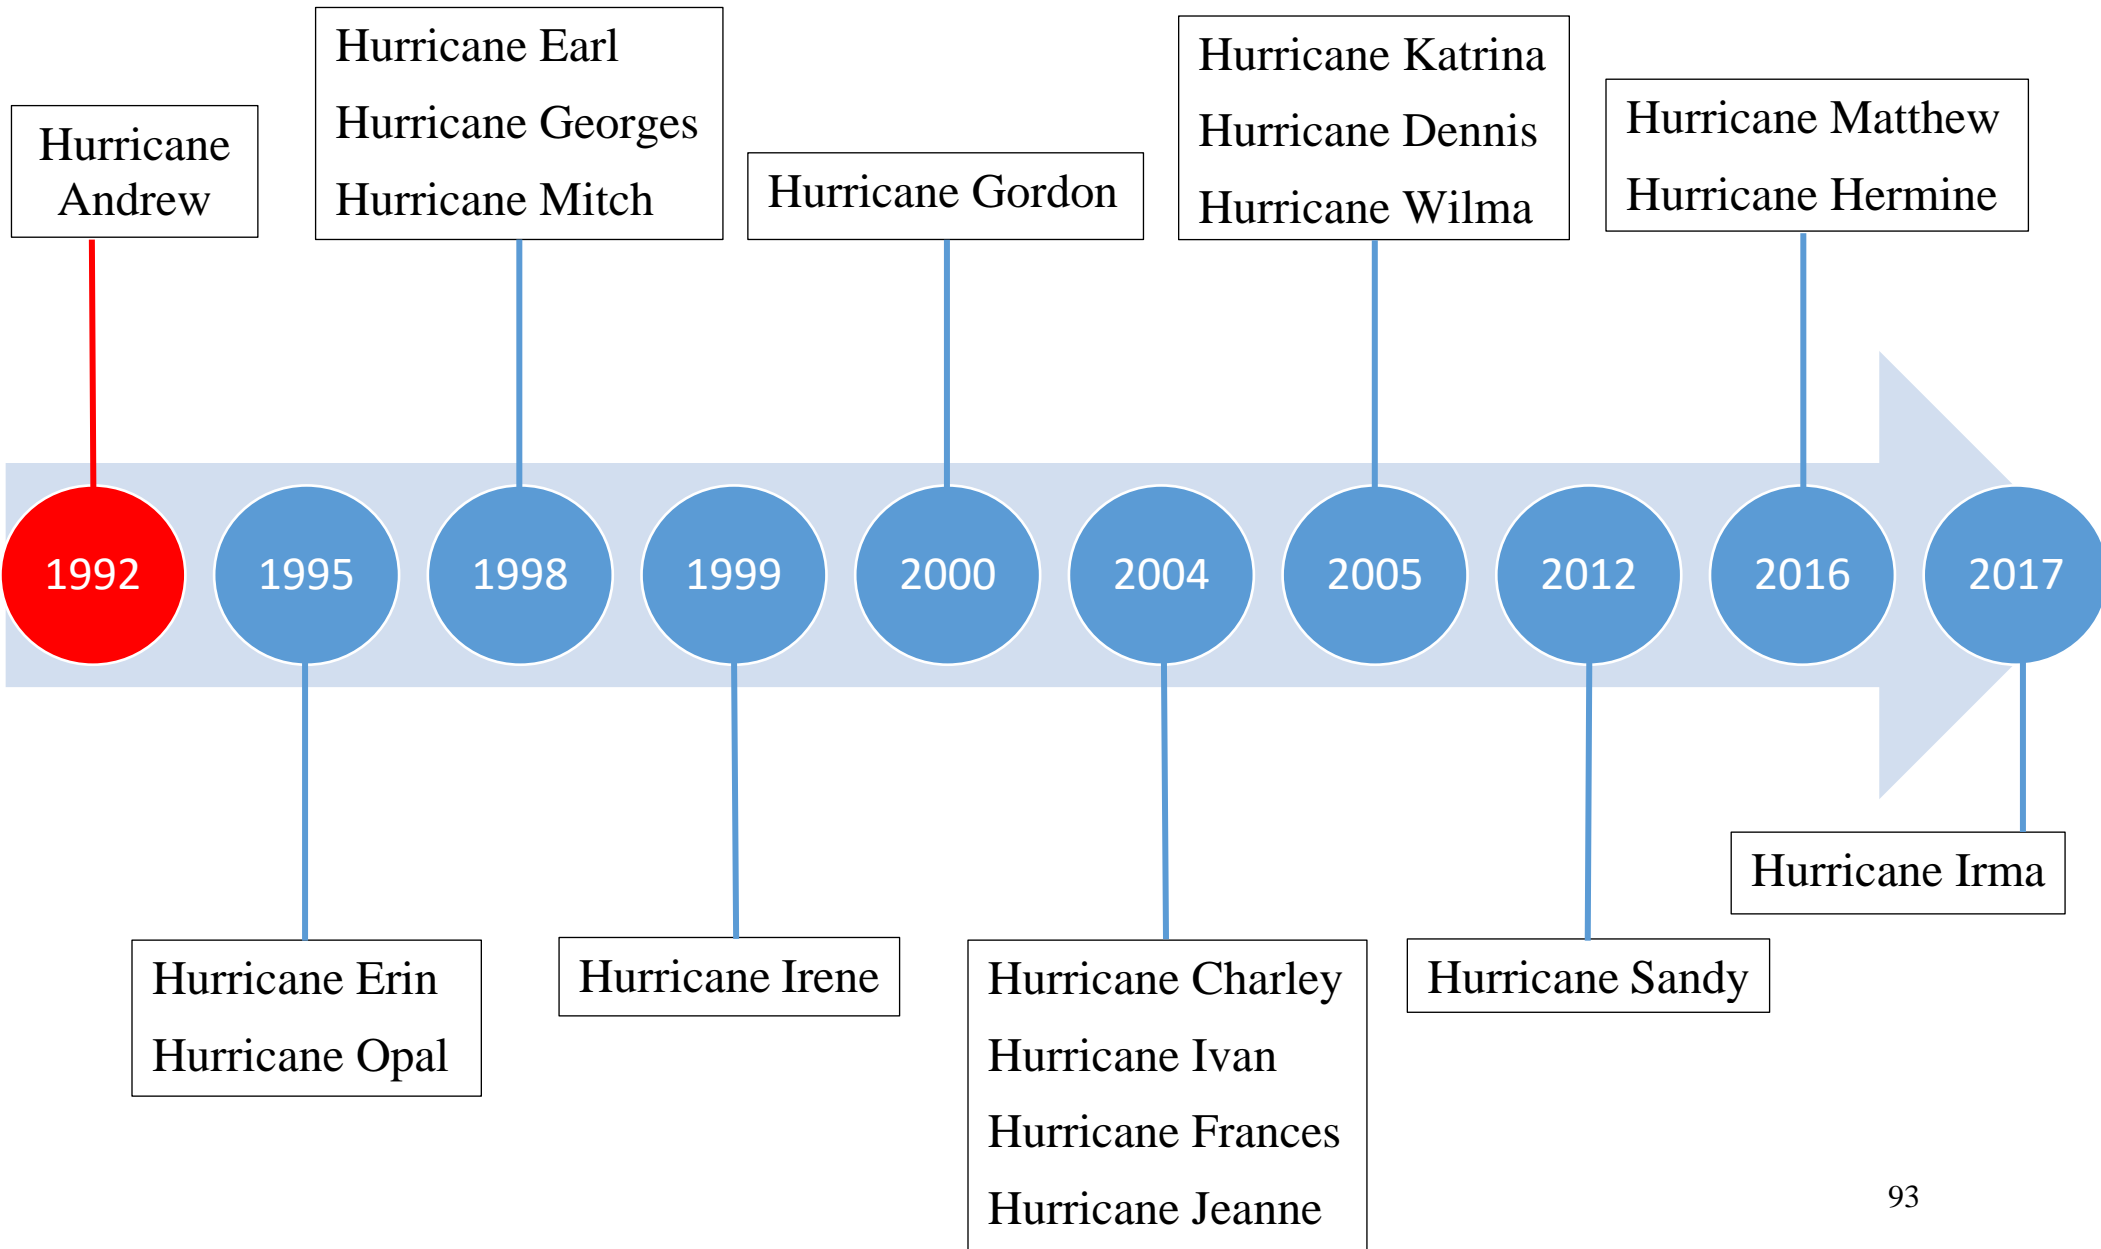 Hurricane
Andrew
Hurricane Earl
Hurricane Georges
Hurricane Mitch
Hurricane Gordon
Hurricane Katrina
Hurricane Dennis
Hurricane Wilma
Hurricane Matthew
Hurricane Hermine
1992
1995
1998
1999
2000
2004
2005
2012
2016
2017
Hurricane Erin
Hurricane Opal
Hurricane Irene
Hurricane Charley
Hurricane Ivan
Hurricane Frances
Hurricane Jeanne
Hurricane Sandy
Hurricane Irma
93